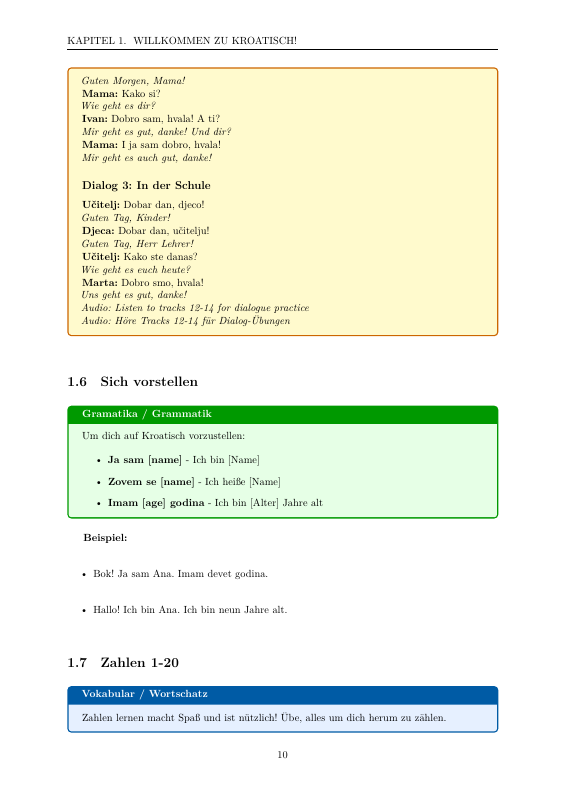 KAPITEL 1. WILLKOMMEN ZU KROATISCH!
Guten Morgen, Mama!
Mama: Kako si?
Wie geht es dir?
Ivan: Dobro sam, hvala! A ti?
Mir geht es gut, danke! Und dir?
Mama: I ja sam dobro, hvala!
Mir geht es auch gut, danke!
Dialog 3: In der Schule
Učitelj: Dobar dan, djeco!
Guten Tag, Kinder!
Djeca: Dobar dan, učitelju!
Guten Tag, Herr Lehrer!
Učitelj: Kako ste danas?
Wie geht es euch heute?
Marta: Dobro smo, hvala!
Uns geht es gut, danke!
Audio: Listen to tracks 12-14 for dialogue practice
Audio: Höre Tracks 12-14 für Dialog-Übungen
1.6 Sich vorstellen
Gramatika / Grammatik
Um dich auf Kroatisch vorzustellen:
• Ja sam [name] - Ich bin [Name]
• Zovem se [name] - Ich heiße [Name]
• Imam [age] godina - Ich bin [Alter] Jahre alt
Beispiel:
• Bok! Ja sam Ana. Imam devet godina.
• Hallo! Ich bin Ana. Ich bin neun Jahre alt.
1.7 Zahlen 1-20
Vokabular / Wortschatz
Zahlen lernen macht Spaß und ist nützlich! Übe, alles um dich herum zu zählen.
10